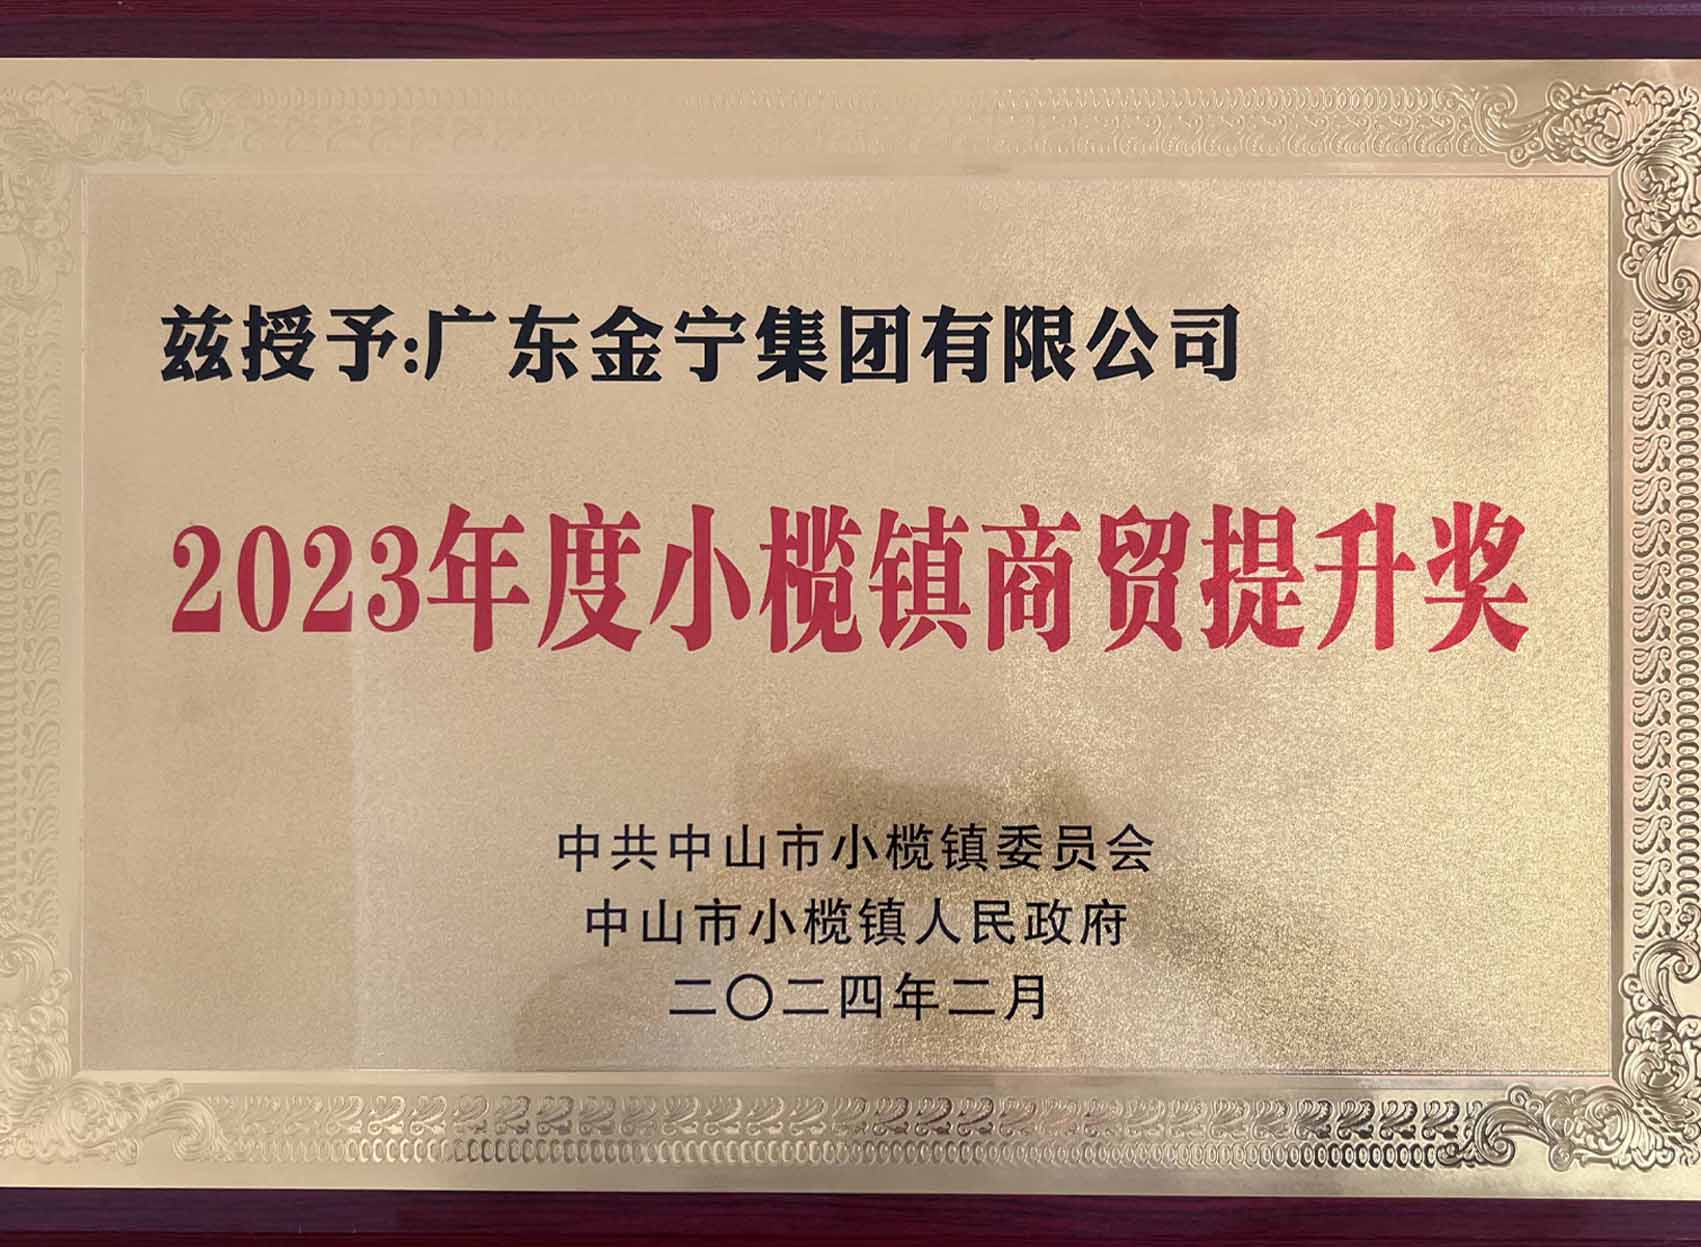 兹授予:广东金宁集团有限公司
2023年度小榄镇商贸提升奖
中共中山市小榄镇委员会
中山市小榄镇人民政府
二〇二四年二月